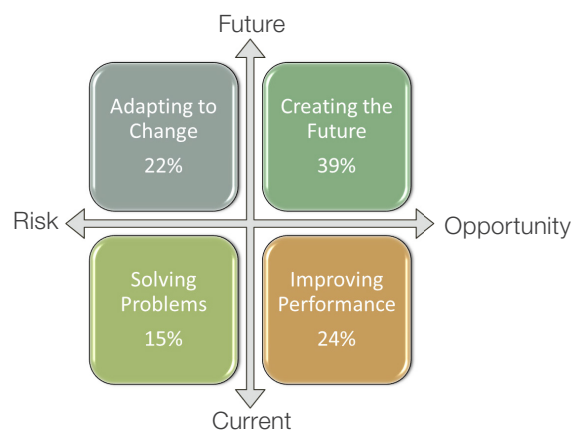 Future
Adapting to
Change
22%
Creating the
Future
39%
Risk
Opportunity
Solving
Problems
15%
Improving
Performance
24%
Current